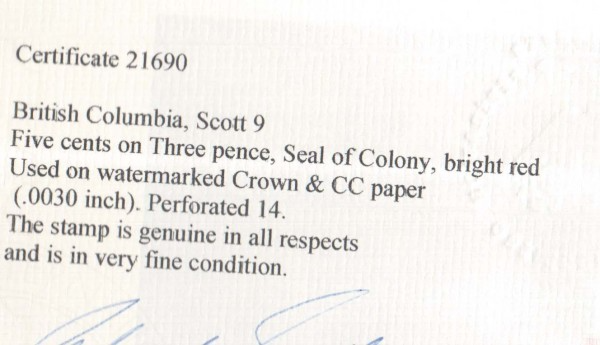 Certificate 21690
British Columbia, Scott 9
Five cents on Three pence, Seal of Colony, bright red
Used on watermarked Crown & CC paper
(.0030 inch). Perforated 14.
The stamp is genuine in all respects
and is in very fine condition.